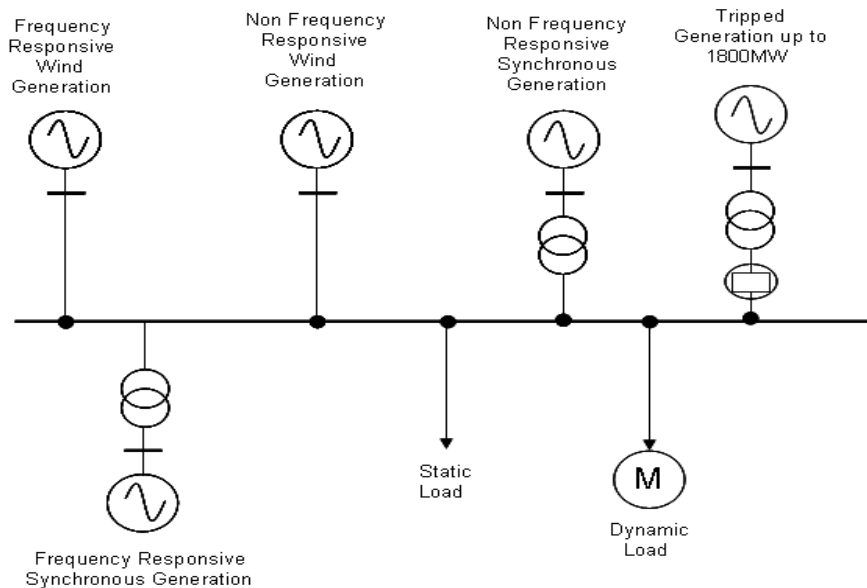 Frequency
Responsive
Wind
Generation
Non Frequency
Responsive
Wind
Generation
Non Frequency
Responsive
Synchronous
Generation
Tripped
Generation up to
1800MW
Static
Load
M
Dynamic
Load
Frequency Responsive
Synchronous Generation